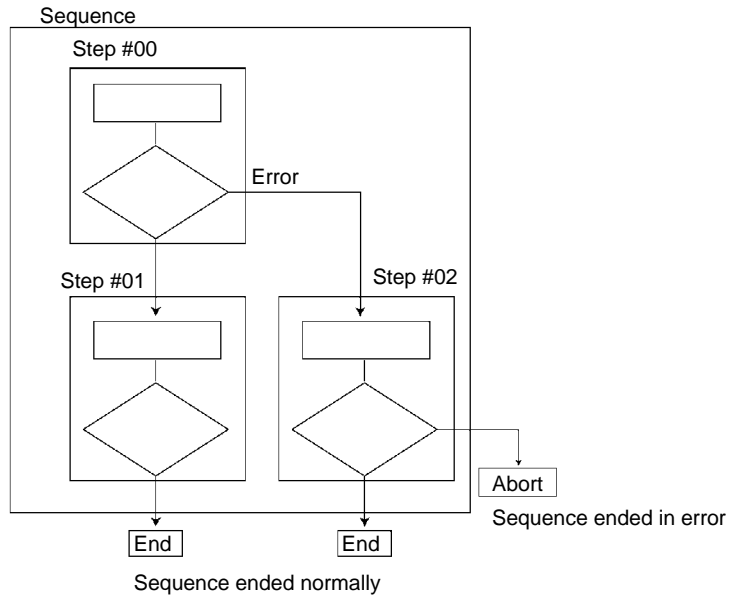 Sequence
Step #00
Error
Step #01
Step #02
Abort
Sequence ended in error
End
End
Sequence ended normally